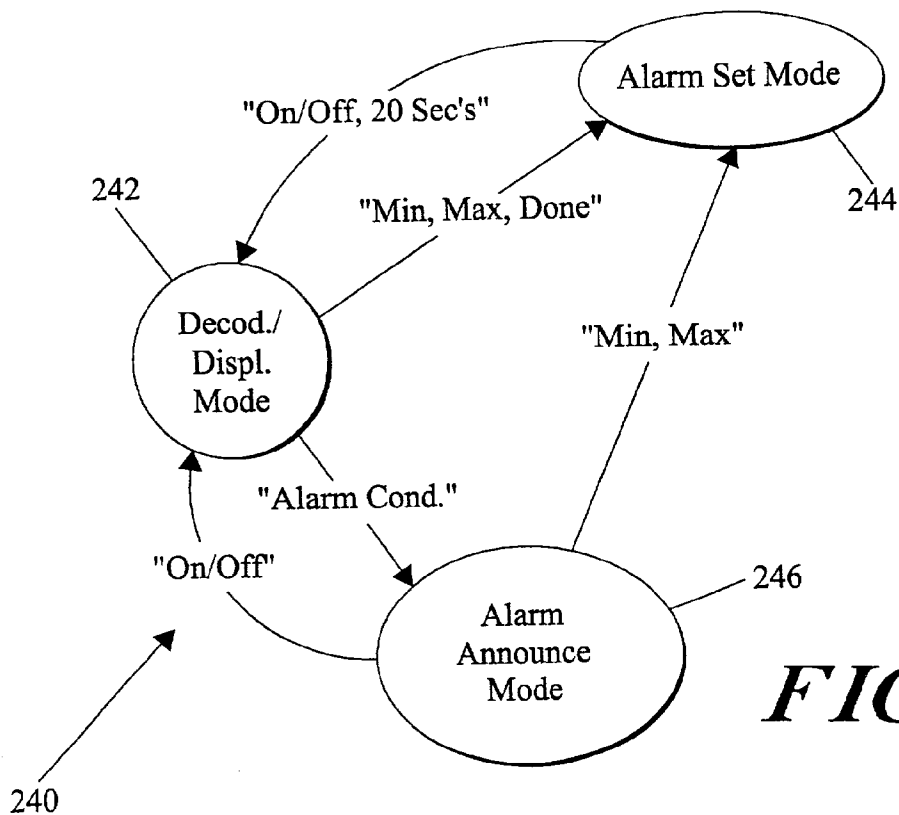 Alarm Set Mode
"On/Off, 20 Sec's"
242
"Min, Max, Done"
244
Decod./
Displ.
Mode
"Min, Max"
"Alarm Cond."
"On/Off"
246
Alarm
Announce
Mode
FIG
240